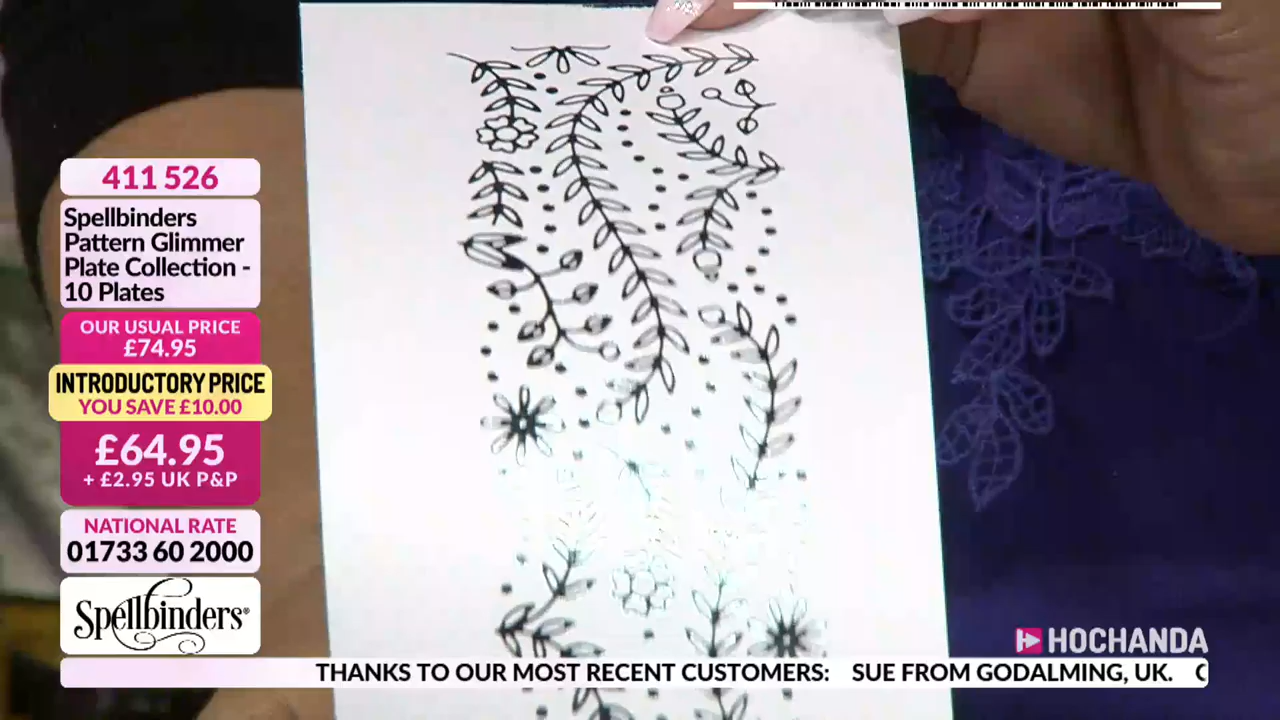 411 526
Spellbinders
Pattern Glimmer
Plate Collection -
10 Plates
OUR USUAL PRICE
£74.95
INTRODUCTORY PRICE
YOU SAVE £10.00
£64.95
+ £2.95 UK P&P
NATIONAL RATE
01733 60 2000
Spellbinders®
HOCHANDA
THANKS TO OUR MOST RECENT CUSTOMERS: SUE FROM GODALMING, UK.